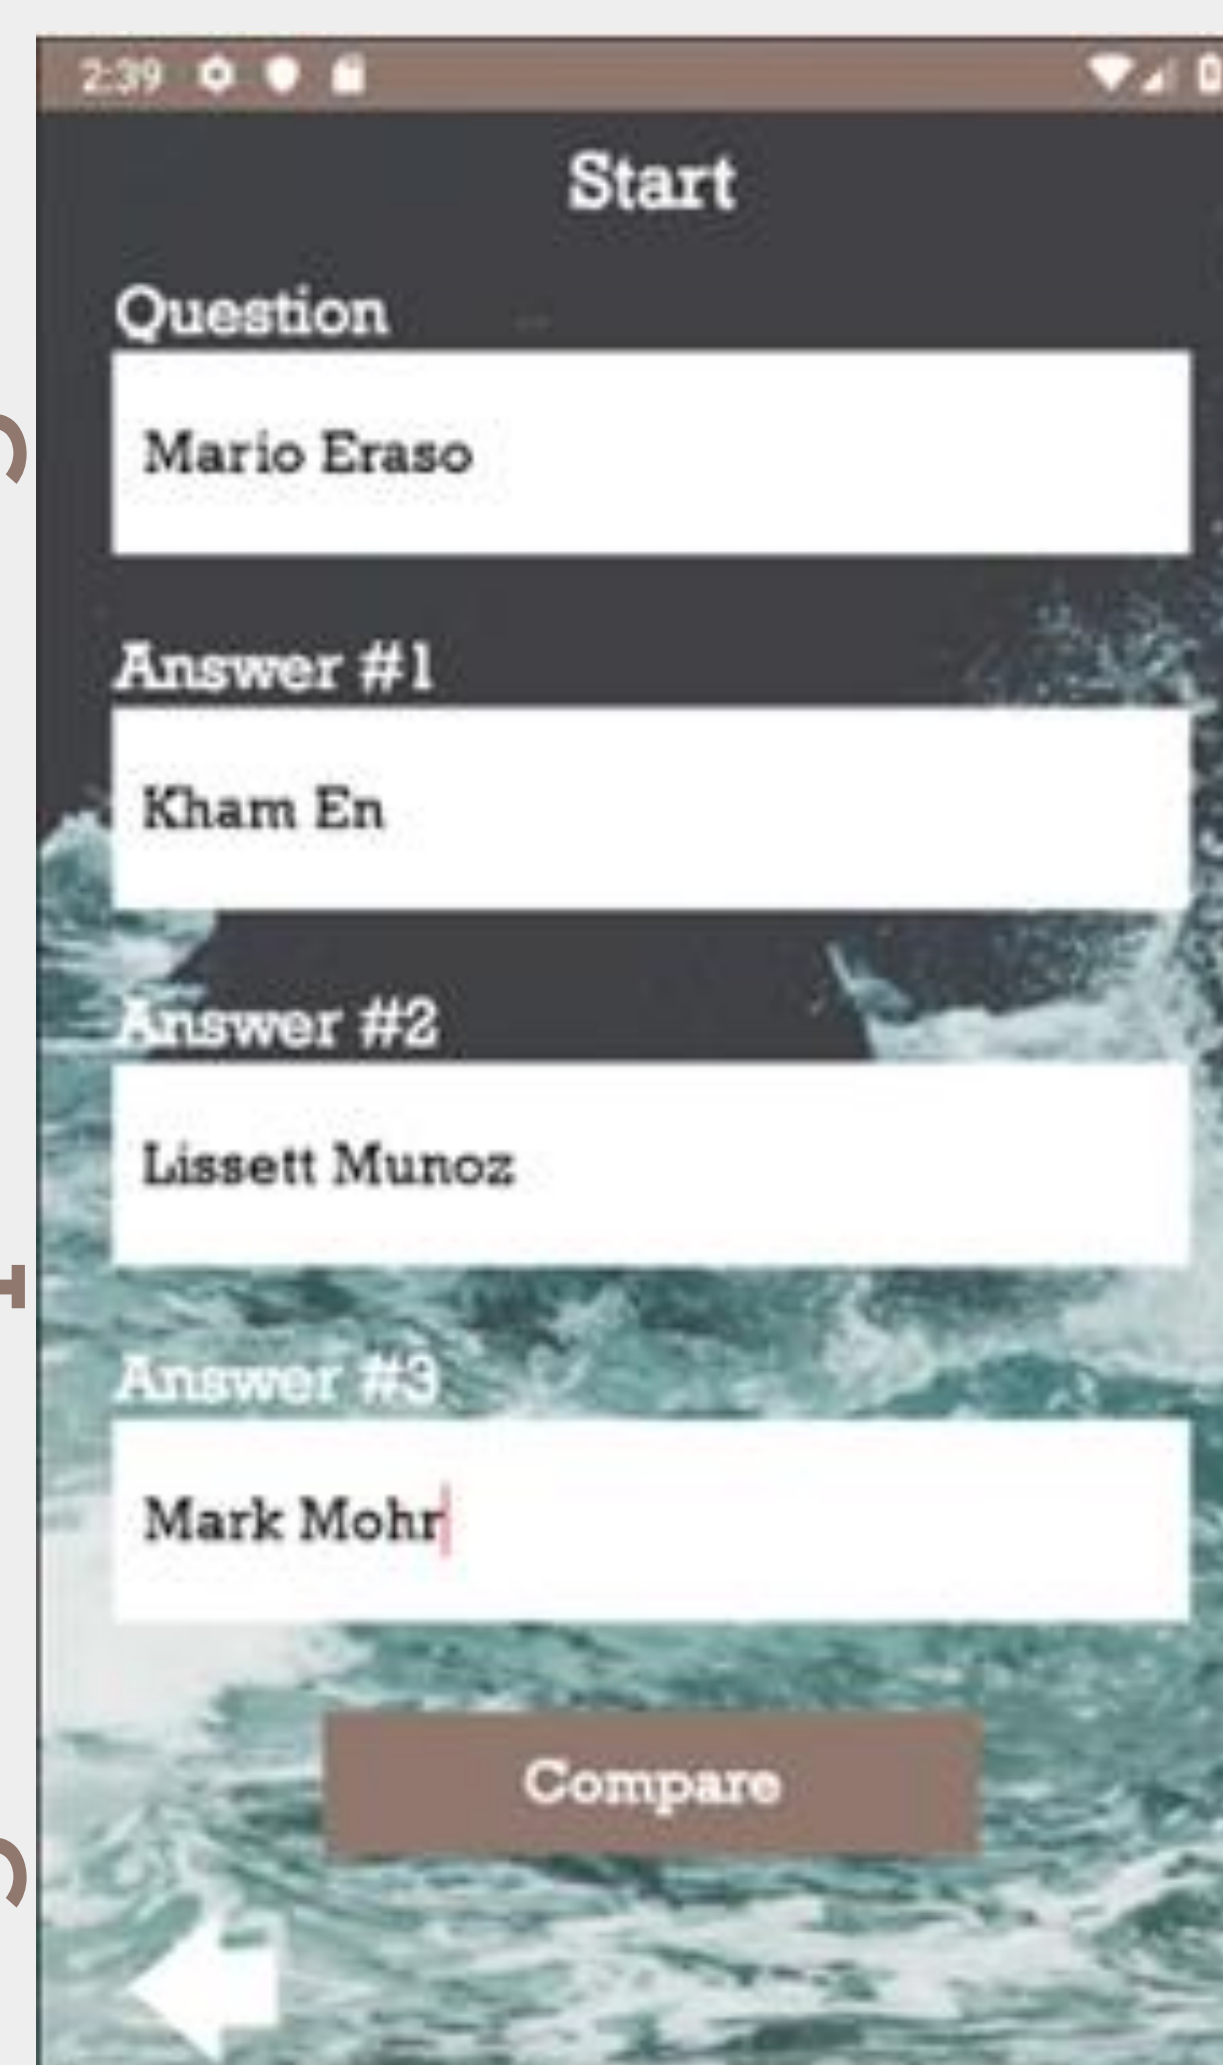 2:39
Start
Question
Mario Eraso
Answer #1
Kham En
Answer #2
Lissett Munoz
Answer #3
Mark Mohr
Compare